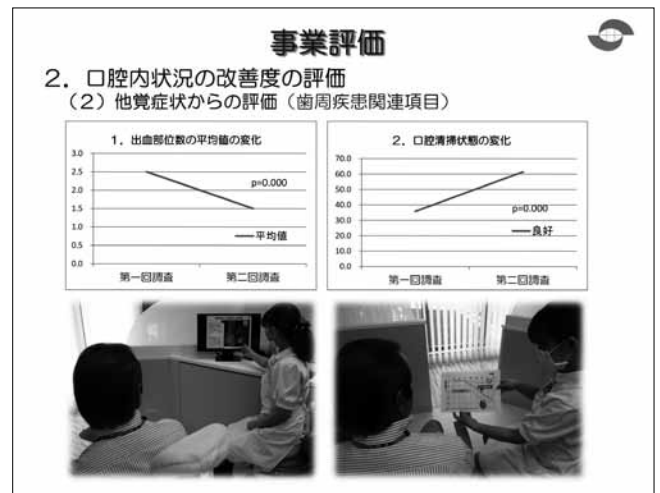 事業評価
2．口腔内状況の改善度の評価
（2）他覚症状からの評価（歯周疾患関連項目）
1．出血部位数の平均値の変化
3.0
2.5
2.0
1.5
1.0
0.5
0.0
p=0.000
平均値
第一回調査 第二回調査
2．口腔清掃状態の変化
70.0
60.0
50.0
40.0
30.0
20.0
10.0
0.0
p=0.000
良好
第一回調査 第二回調査